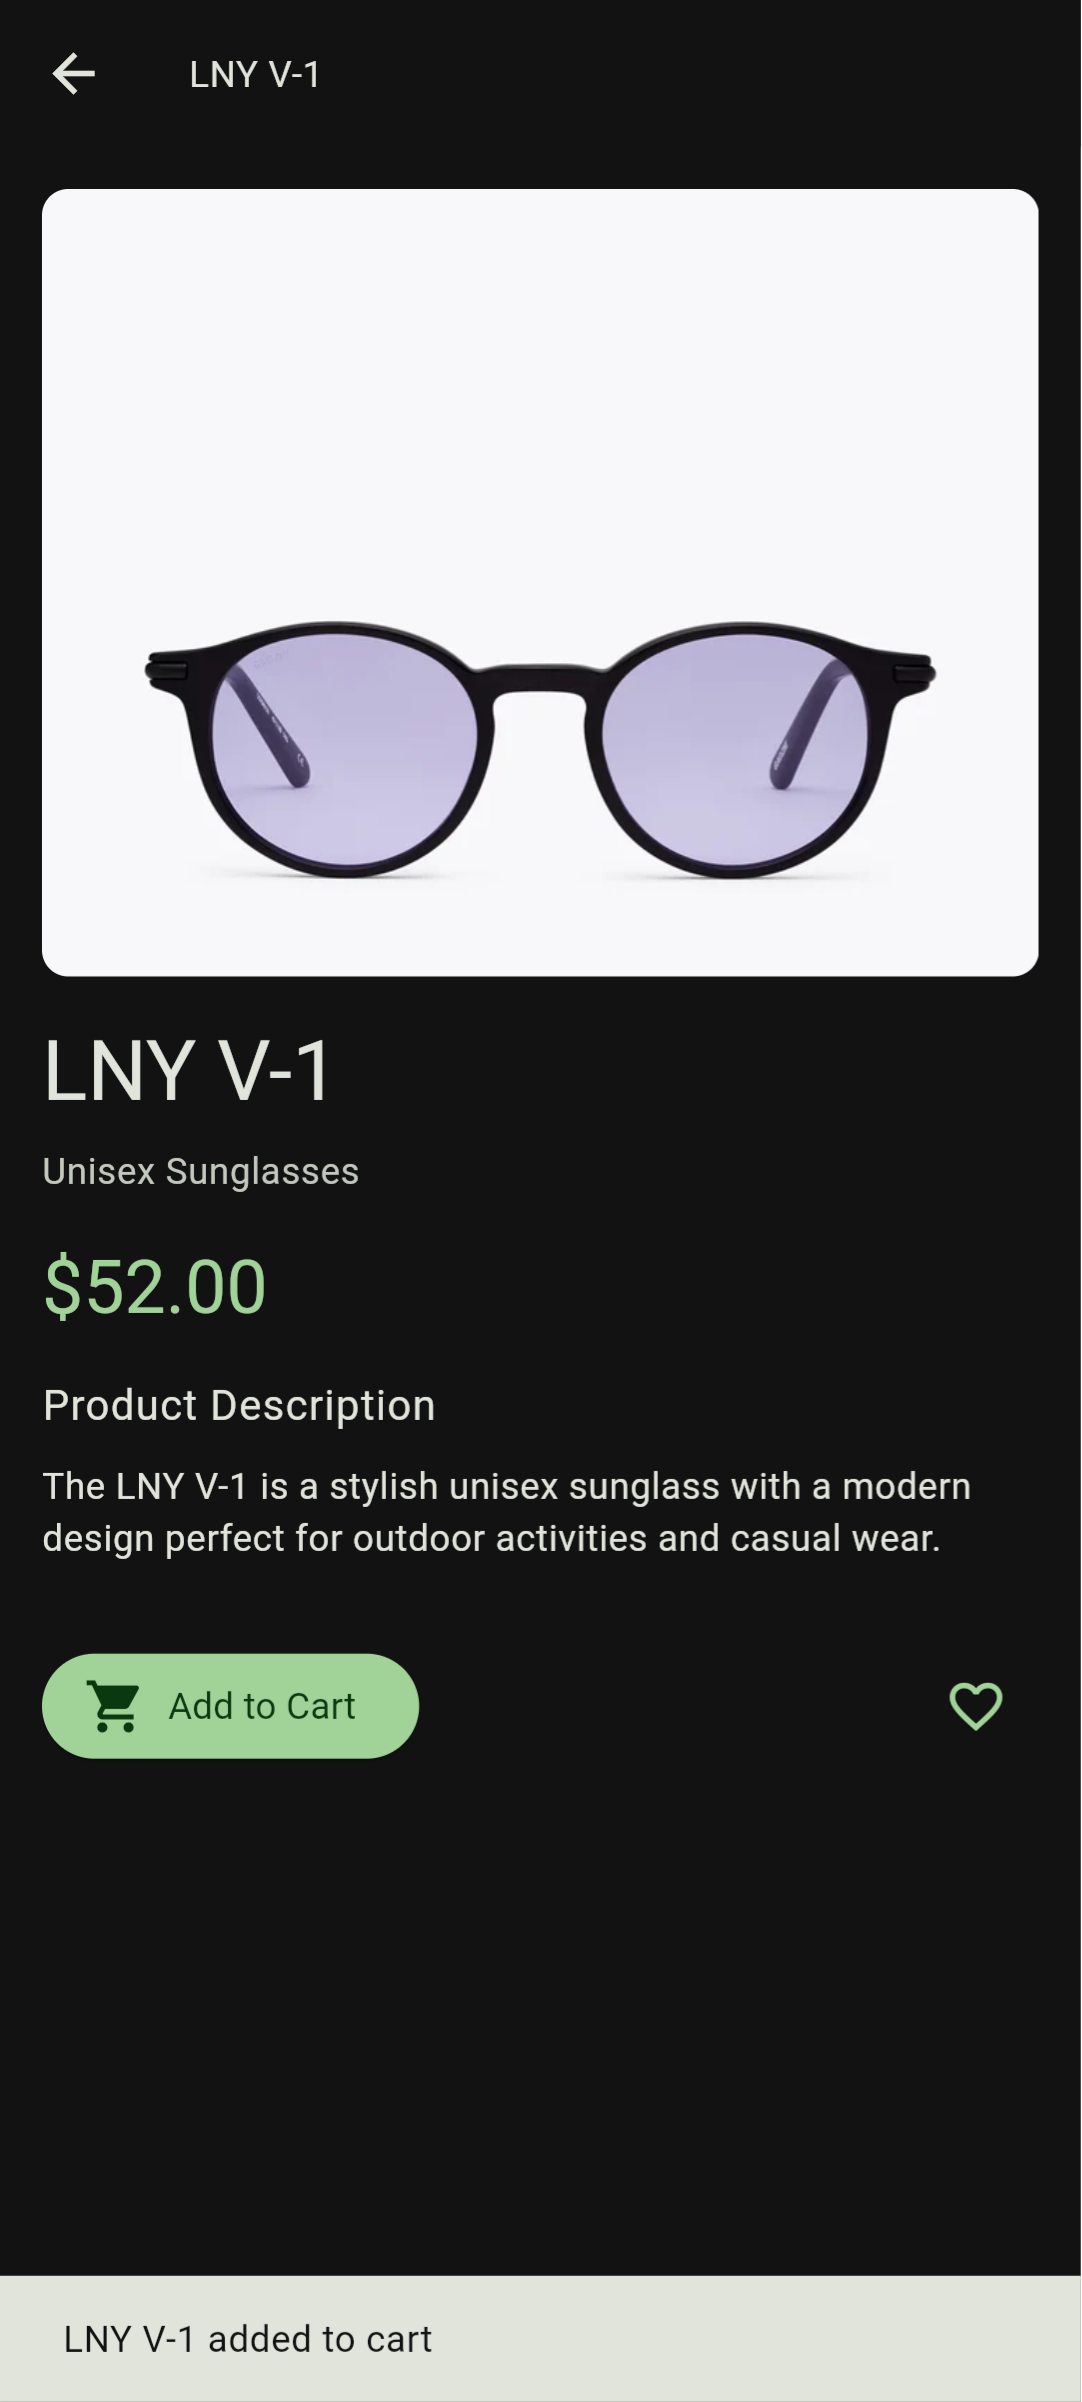 LNY V-1
LNY V-1
Unisex Sunglasses
$52.00
Product Description
The LNY V-1 is a stylish unisex sunglass with a modern
design perfect for outdoor activities and casual wear.
Add to Cart
LNY V-1 added to cart